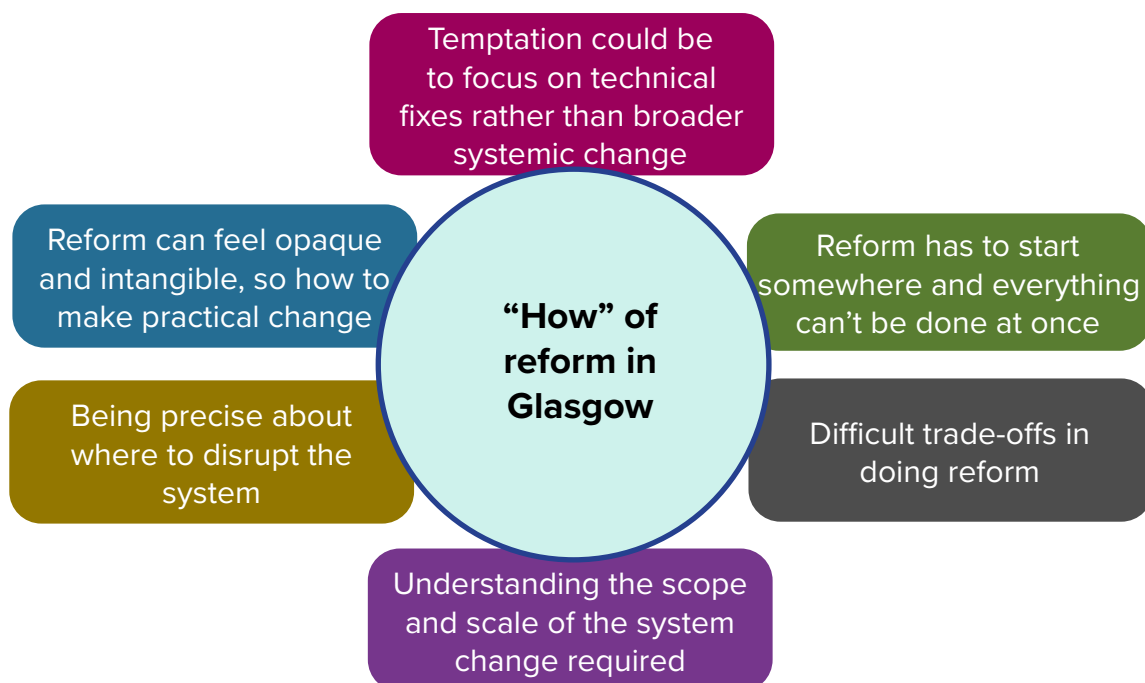 Temptation could be
to focus on technical
fixes rather than broader
systemic change
Reform can feel opaque
and intangible, so how to
make practical change
Reform has to start
somewhere and everything
can’t be done at once
“How” of
reform in
Glasgow
Being precise about
where to disrupt the
system
Difficult trade-offs in
doing reform
Understanding the scope
and scale of the system
change required